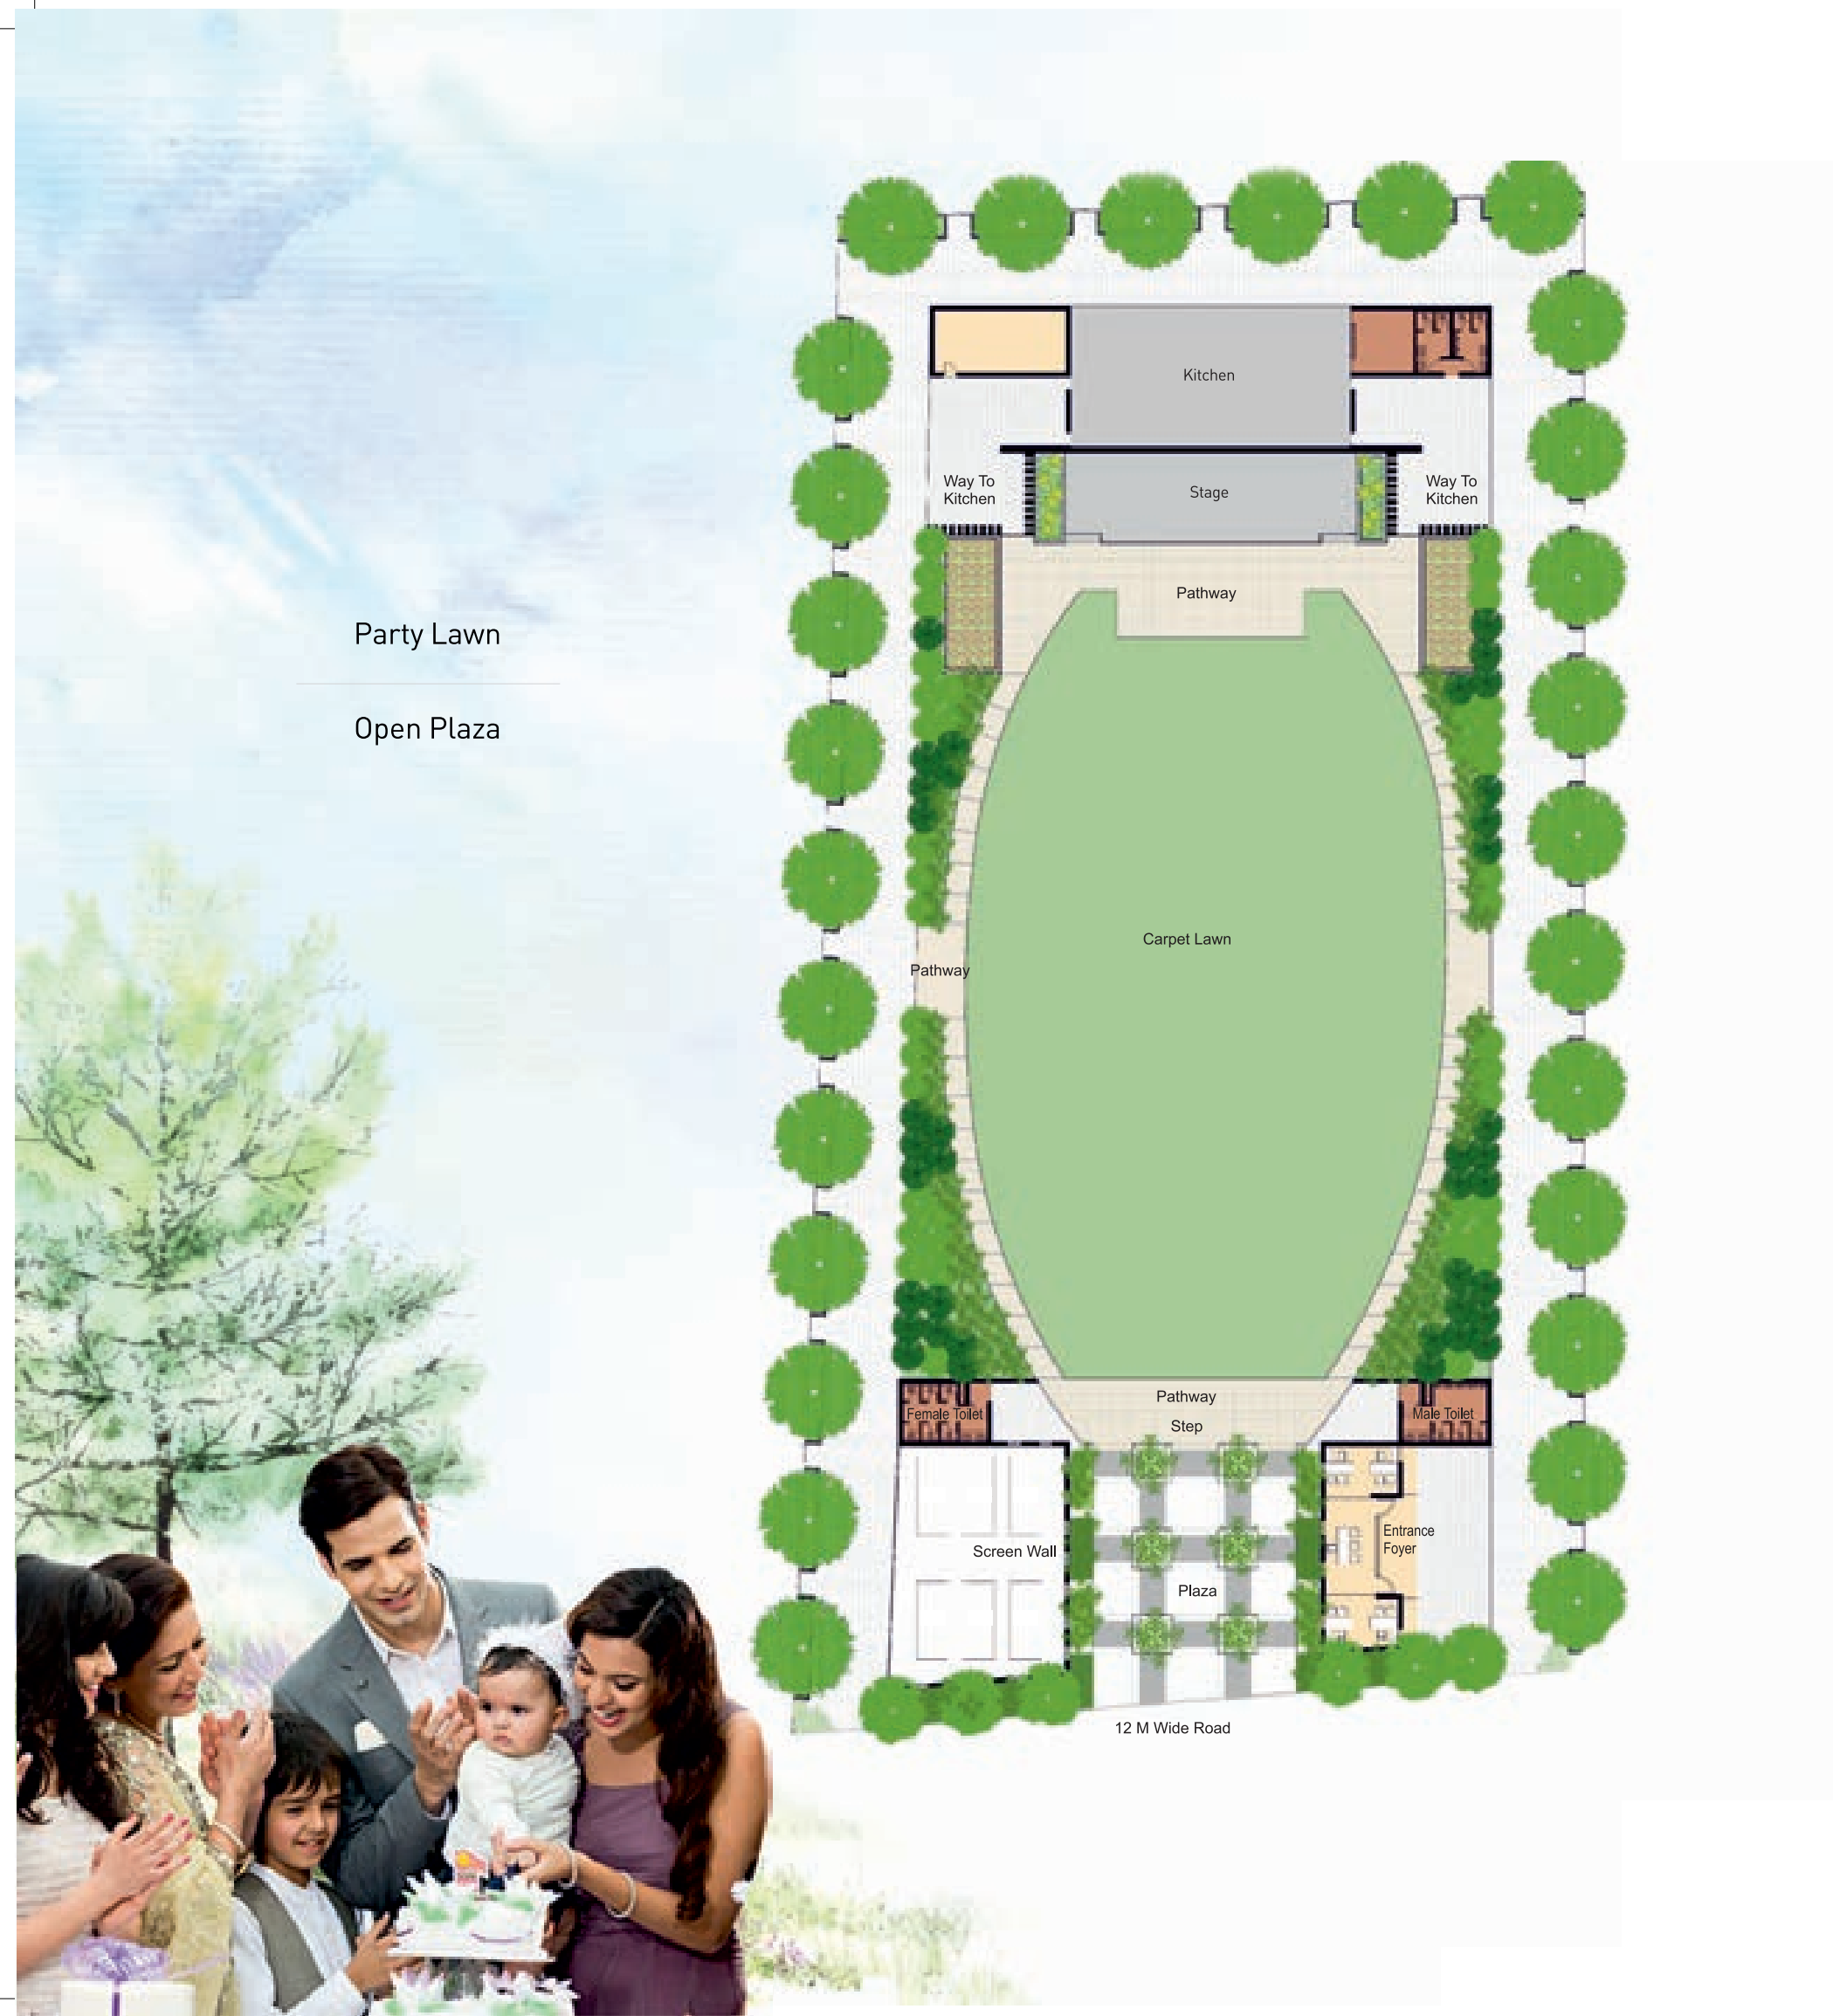 Party Lawn
Open Plaza
Kitchen
Way To
Kitchen
Stage
Way To
Kitchen
Pathway
Carpet Lawn
Pathway
Pathway
Female Toilet
Male Toilet
Step
Entrance
Foyer
Screen Wall
Plaza
12 M Wide Road